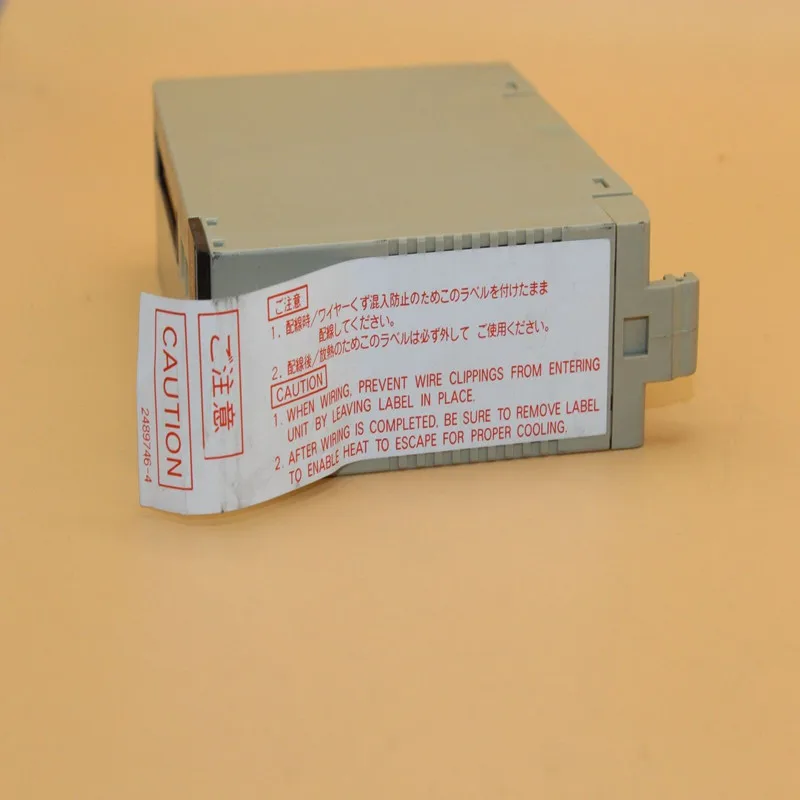 CAUTION
2489746-4
ご注意
ご注意
1. 配線時/ワイヤーくず混入防止のためこのラベルを付けたまま
配線してください。
2. 配線後/放熱のためこのラベルは必ず外して ご使用ください。
CAUTION
1. WHEN WIRING, PREVENT WIRE CLIPPINGS FROM ENTERING
UNIT BY LEAVING LABEL IN PLACE.
2. AFTER WIRING IS COMPLETED, BE SURE TO REMOVE LABEL
TO ENABLE HEAT TO ESCAPE FOR PROPER COOLING.